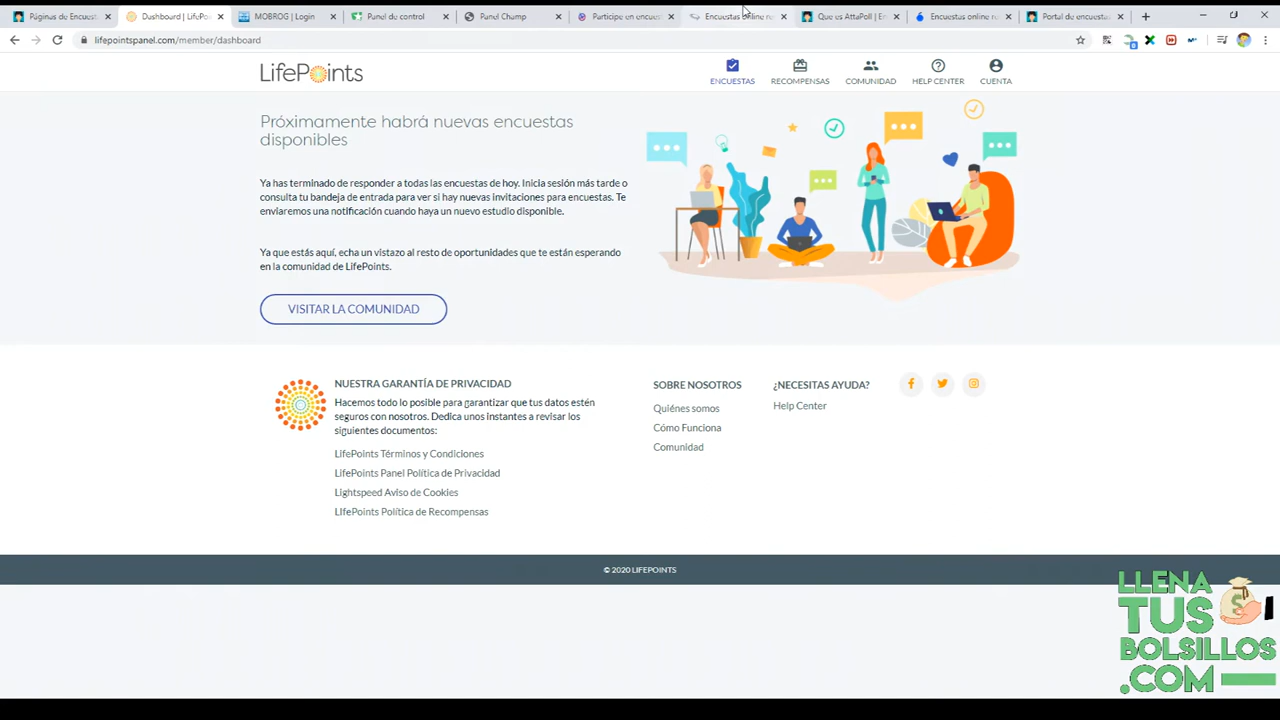 Páginas de Encuest
Dashboard | LifePo
MOBROG | Login
Panel de control
Panel Champ
Participe en encuest
Encuestas online re
Que es AttaPoll | En
Encuestas online re
Portal de encuestas
lifepointspanel.com/member/dashboard
LifePoints
ENCUESTAS
RECOMPENSAS
COMUNIDAD
HELP CENTER
CUENTA
Próximamente habrá nuevas encuestas
disponibles
Ya has terminado de responder a todas las encuestas de hoy. Inicia sesión más tarde o
consulta tu bandeja de entrada para ver si hay nuevas invitaciones para encuestas. Te
enviaremos una notificación cuando haya un nuevo estudio disponible.
Ya que estás aquí, echa un vistazo al resto de oportunidades que te están esperando
en la comunidad de LifePoints.
VISITAR LA COMUNIDAD
NUESTRA GARANTÍA DE PRIVACIDAD
Hacemos todo lo posible para garantizar que tus datos estén
seguros con nosotros. Dedica unos instantes a revisar los
siguientes documentos:
LifePoints Términos y Condiciones
LifePoints Panel Política de Privacidad
Lightspeed Aviso de Cookies
LIfePoints Política de Recompensas
SOBRE NOSOTROS
Quiénes somos
Cómo Funciona
Comunidad
¿NECESITAS AYUDA?
Help Center
© 2020 LIFEPOINTS
LLENA
TUS
BOLSILLOS
.COM